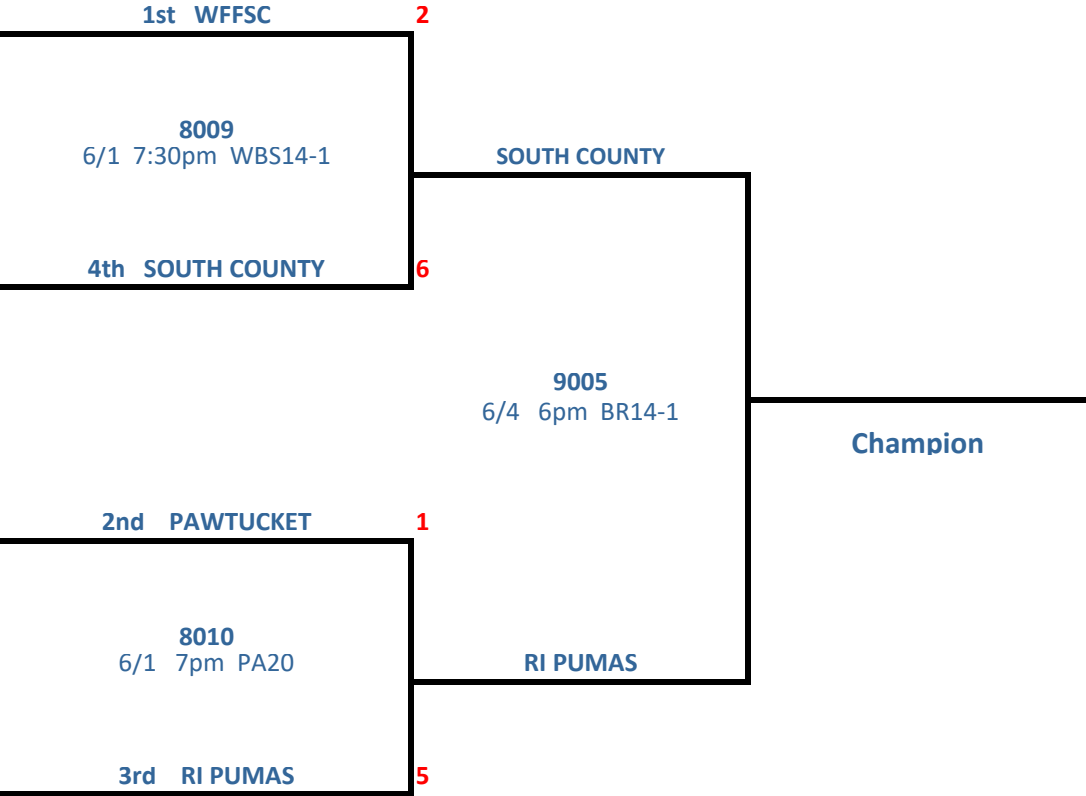 1st WFFSC 2
8009
6/1 7:30pm WBS14-1
SOUTH COUNTY
4th SOUTH COUNTY 6
9005
6/4 6pm BR14-1
Champion
2nd PAWTUCKET 1
8010
6/1 7pm PA20
RI PUMAS
3rd RI PUMAS 5